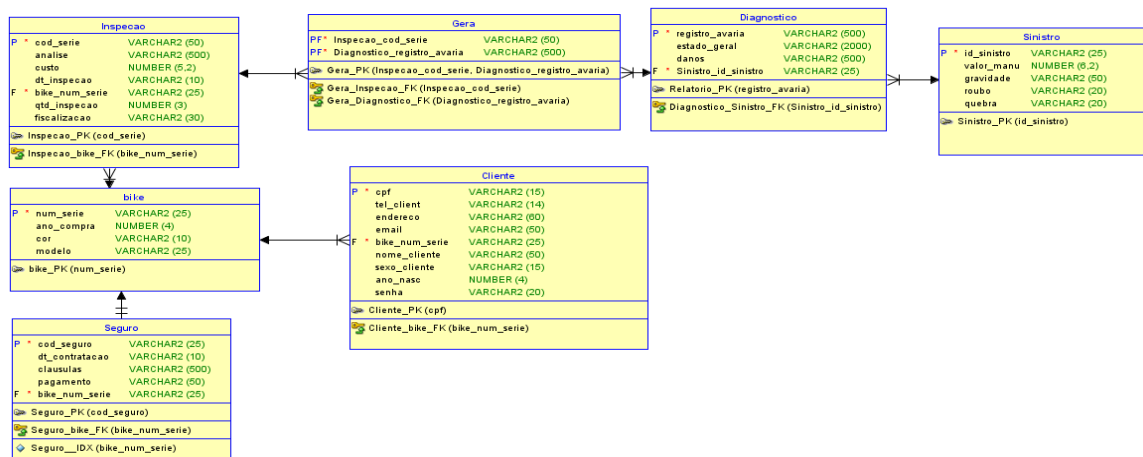 Inspecao
P * cod_serie VARCHAR2 (50)
analise VARCHAR2 (500)
custo NUMBER (5,2)
dt_inspecao VARCHAR2 (10)
F * bike_num_serie VARCHAR2 (25)
qtd_inspecao NUMBER (3)
fiscalizacao VARCHAR2 (30)
Inspecao_PK (cod_serie)
Inspecao_bike_FK (bike_num_serie)
Gera
PF* Inspecao_cod_serie VARCHAR2 (50)
PF* Diagnostico_registro_avaria VARCHAR2 (500)
Gera_PK (Inspecao_cod_serie, Diagnostico_registro_avaria)
Gera_Inspecao_FK (Inspecao_cod_serie)
Gera_Diagnostico_FK (Diagnostico_registro_avaria)
Diagnostico
P * registro_avaria VARCHAR2 (500)
estado_geral VARCHAR2 (2000)
danos VARCHAR2 (500)
F * Sinistro_id_sinistro VARCHAR2 (25)
Relatorio_PK (registro_avaria)
Diagnostico_Sinistro_FK (Sinistro_id_sinistro)
Sinistro
P * id_sinistro VARCHAR2 (25)
valor_manu NUMBER (6,2)
gravidade VARCHAR2 (50)
roubo VARCHAR2 (20)
quebra VARCHAR2 (20)
Sinistro_PK (id_sinistro)
bike
P * num_serie VARCHAR2 (25)
ano_compra NUMBER (4)
cor VARCHAR2 (10)
modelo VARCHAR2 (25)
bike_PK (num_serie)
Cliente
P * cpf VARCHAR2 (15)
tel_client VARCHAR2 (14)
endereco VARCHAR2 (60)
email VARCHAR2 (50)
F * bike_num_serie VARCHAR2 (25)
nome_cliente VARCHAR2 (50)
sexo_cliente VARCHAR2 (15)
ano_nasc NUMBER (4)
senha VARCHAR2 (20)
Cliente_PK (cpf)
Cliente_bike_FK (bike_num_serie)
Seguro
P * cod_seguro VARCHAR2 (25)
dt_contratacao VARCHAR2 (10)
clausulas VARCHAR2 (500)
pagamento VARCHAR2 (50)
F * bike_num_serie VARCHAR2 (25)
Seguro_PK (cod_seguro)
Seguro_bike_FK (bike_num_serie)
Seguro__IDX (bike_num_serie)